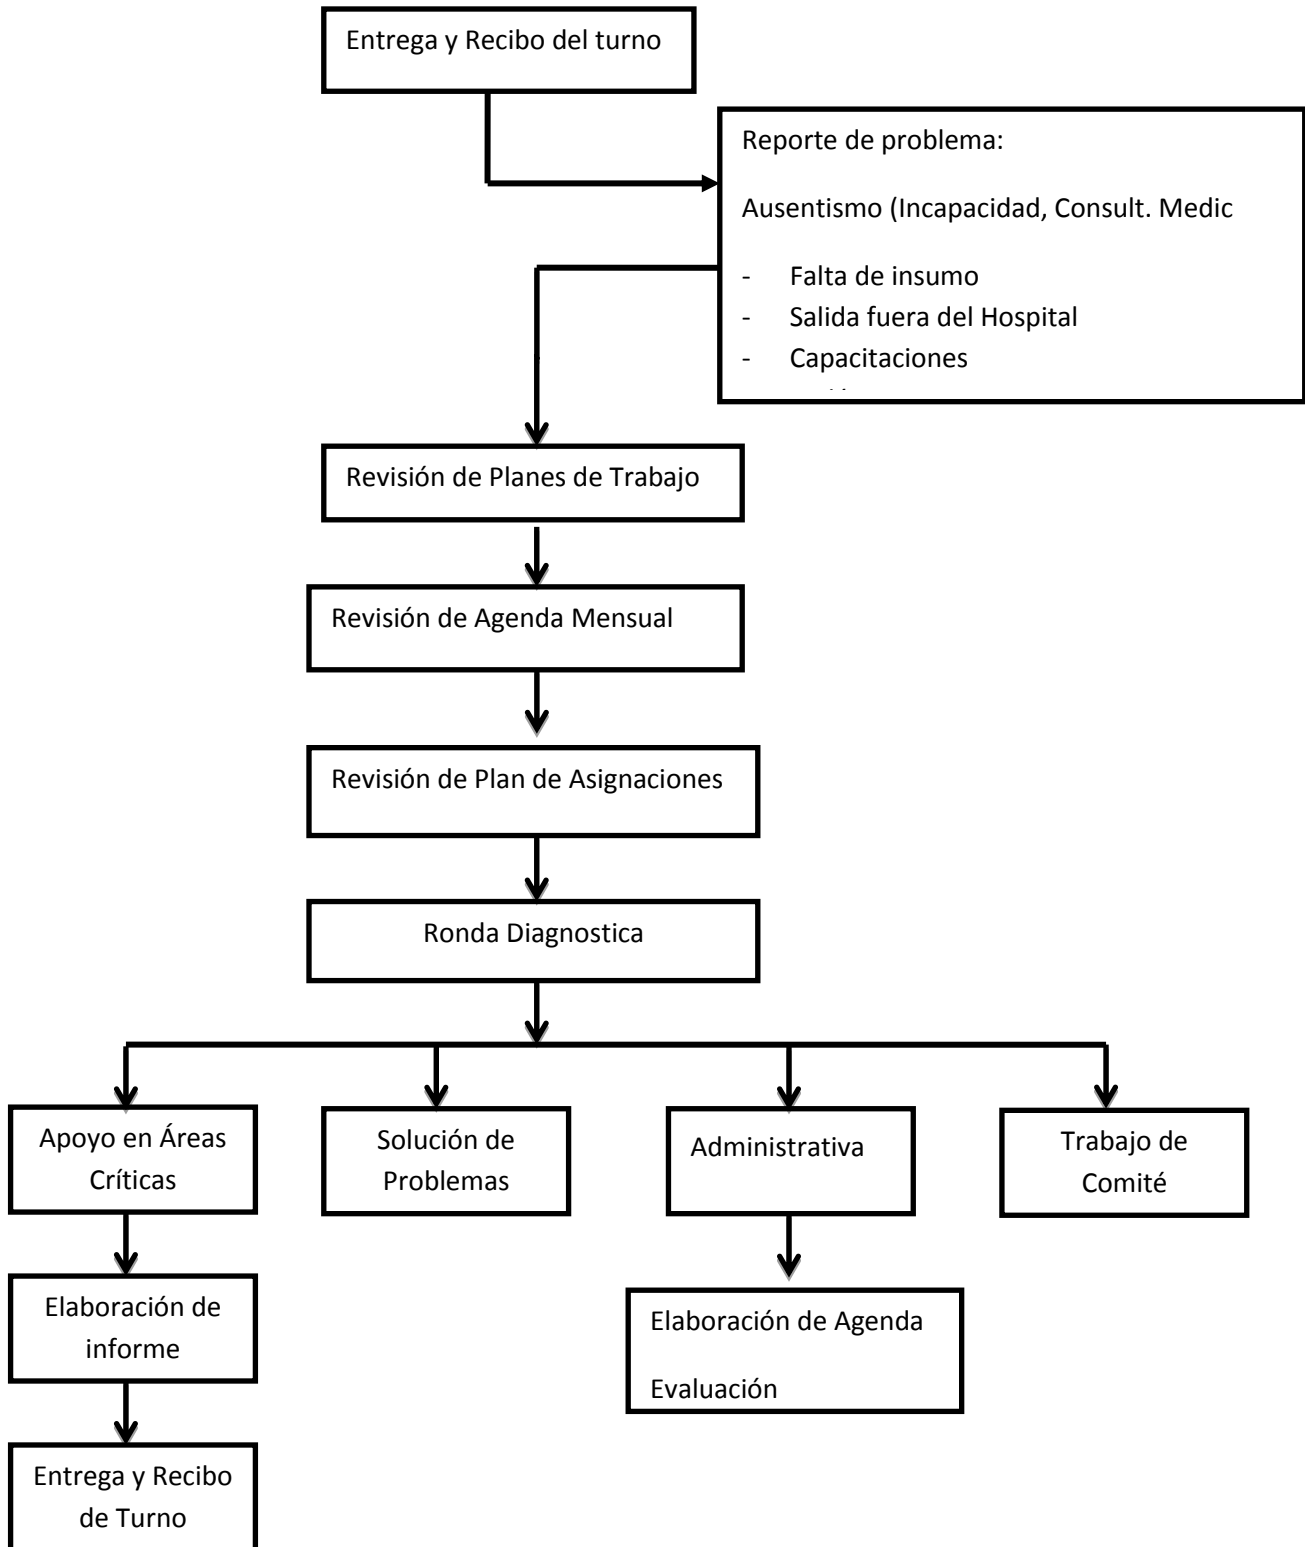 Entrega y Recibo del turno
Reporte de problema:
Ausentismo (Incapacidad, Consult. Medic
- Falta de insumo
- Salida fuera del Hospital
- Capacitaciones
Revisión de Planes de Trabajo
Revisión de Agenda Mensual
Revisión de Plan de Asignaciones
Ronda Diagnostica
Apoyo en Áreas
Críticas
Solución de
Problemas
Administrativa
Trabajo de
Comité
Elaboración de
informe
Elaboración de Agenda
Evaluación
Entrega y Recibo
de Turno